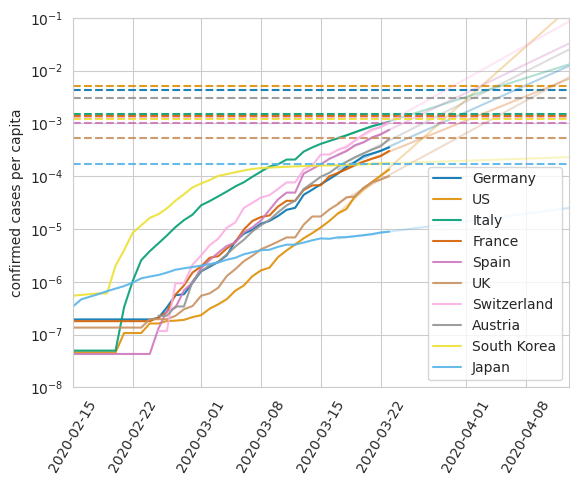 10⁻¹
10⁻²
10⁻³
10⁻⁴
10⁻⁵
10⁻⁶
10⁻⁷
10⁻⁸
confirmed cases per capita
Germany
US
Italy
France
Spain
UK
Switzerland
Austria
South Korea
Japan
2020-02-15
2020-02-22
2020-03-01
2020-03-08
2020-03-15
2020-03-22
2020-04-01
2020-04-08